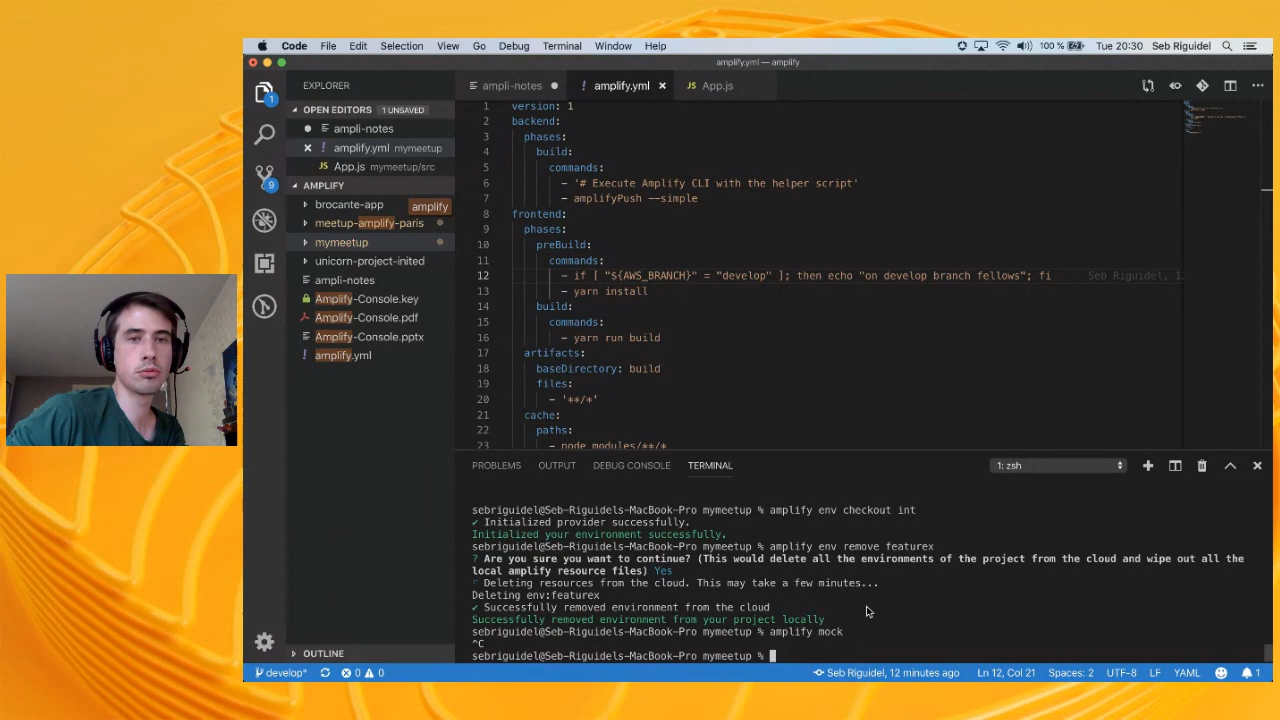 Code File Edit Selection View Go Debug Terminal Window Help 100 % Tue 20:30 Seb Riguidel
amplify.yml — amplify
EXPLORER
OPEN EDITORS 1 UNSAVED
ampli-notes
amplify.yml mymeetup
JS App.js mymeetup/src
AMPLIFY
brocante-app
amplify
meetup-amplify-paris
mymeetup
unicorn-project-inited
ampli-notes
Amplify-Console.key
Amplify-Console.pdf
Amplify-Console.pptx
! amplify.yml
OUTLINE
1
9
ampli-notes ! amplify.yml JS App.js
1 version: 1
2 backend:
3 phases:
4 build:
5 commands:
6 - '# Execute Amplify CLI with the helper script'
7 - amplifyPush --simple
8 frontend:
9 phases:
10 preBuild:
11 commands:
12 - if [ "${AWS_BRANCH}" = "develop" ]; then echo "on develop branch fellows"; fi Seb Riguidel, 1
13 - yarn install
14 build:
15 commands:
16 - yarn run build
17 artifacts:
18 baseDirectory: build
19 files:
20 - '**/*'
21 cache:
22 paths:
23 - node_modules/**/*
PROBLEMS OUTPUT DEBUG CONSOLE TERMINAL 1: zsh
sebriguidel@Seb-Riguidels-MacBook-Pro mymeetup % amplify env checkout int
✔ Initialized provider successfully.
Initialized your environment successfully.
sebriguidel@Seb-Riguidels-MacBook-Pro mymeetup % amplify env remove featurex
? Are you sure you want to continue? (This would delete all the environments of the project from the cloud and wipe out all the
local amplify resource files) Yes
Deleting resources from the cloud. This may take a few minutes...
Deleting env:featurex
✔ Successfully removed environment from the cloud
Successfully removed environment from your project locally
sebriguidel@Seb-Riguidels-MacBook-Pro mymeetup % amplify mock
^C
sebriguidel@Seb-Riguidels-MacBook-Pro mymeetup %
develop* 0 0 Seb Riguidel, 12 minutes ago Ln 12, Col 21 Spaces: 2 UTF-8 LF YAML 1